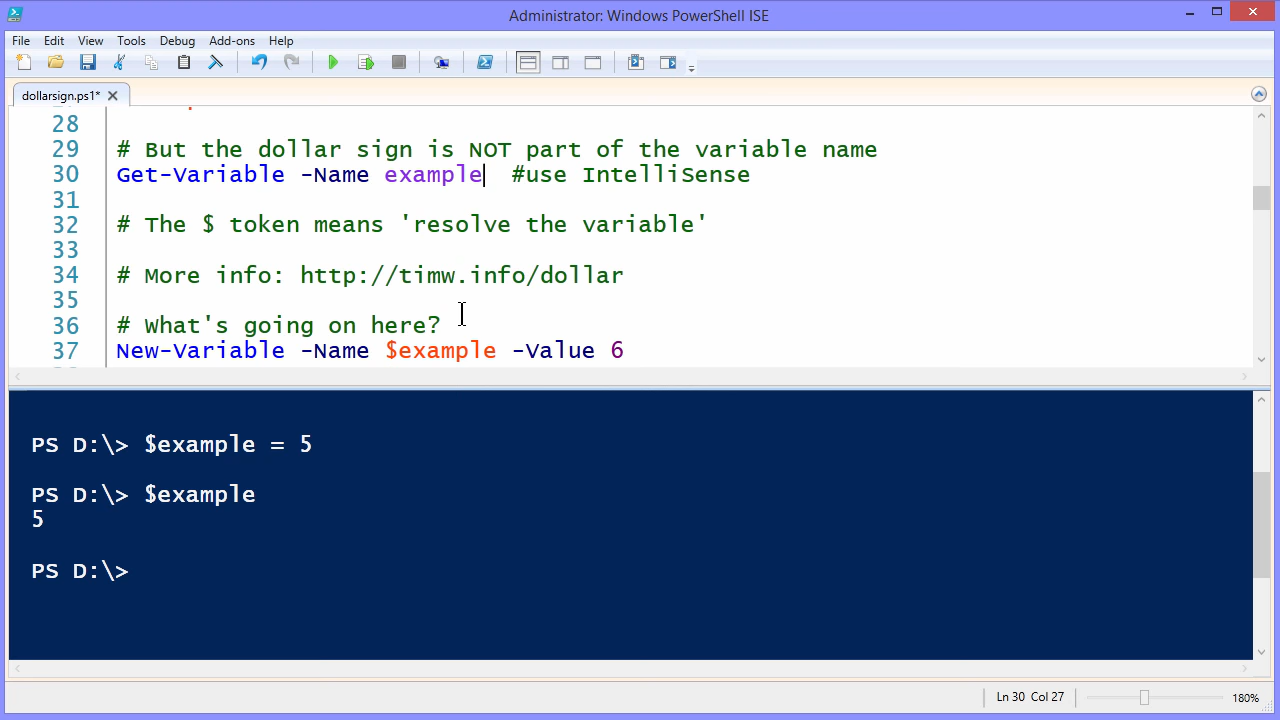 Administrator: Windows PowerShell ISE
File Edit View Tools Debug Add-ons Help
dollarsign.ps1*
28
29 # But the dollar sign is NOT part of the variable name
30 Get-Variable -Name example #use IntelliSense
31
32 # The $ token means 'resolve the variable'
33
34 # More info: http://timw.info/dollar
35
36 # What's going on here?
37 New-Variable -Name $example -Value 6
PS D:\> $example = 5
PS D:\> $example
5
PS D:\>
Ln 30 Col 27 180%